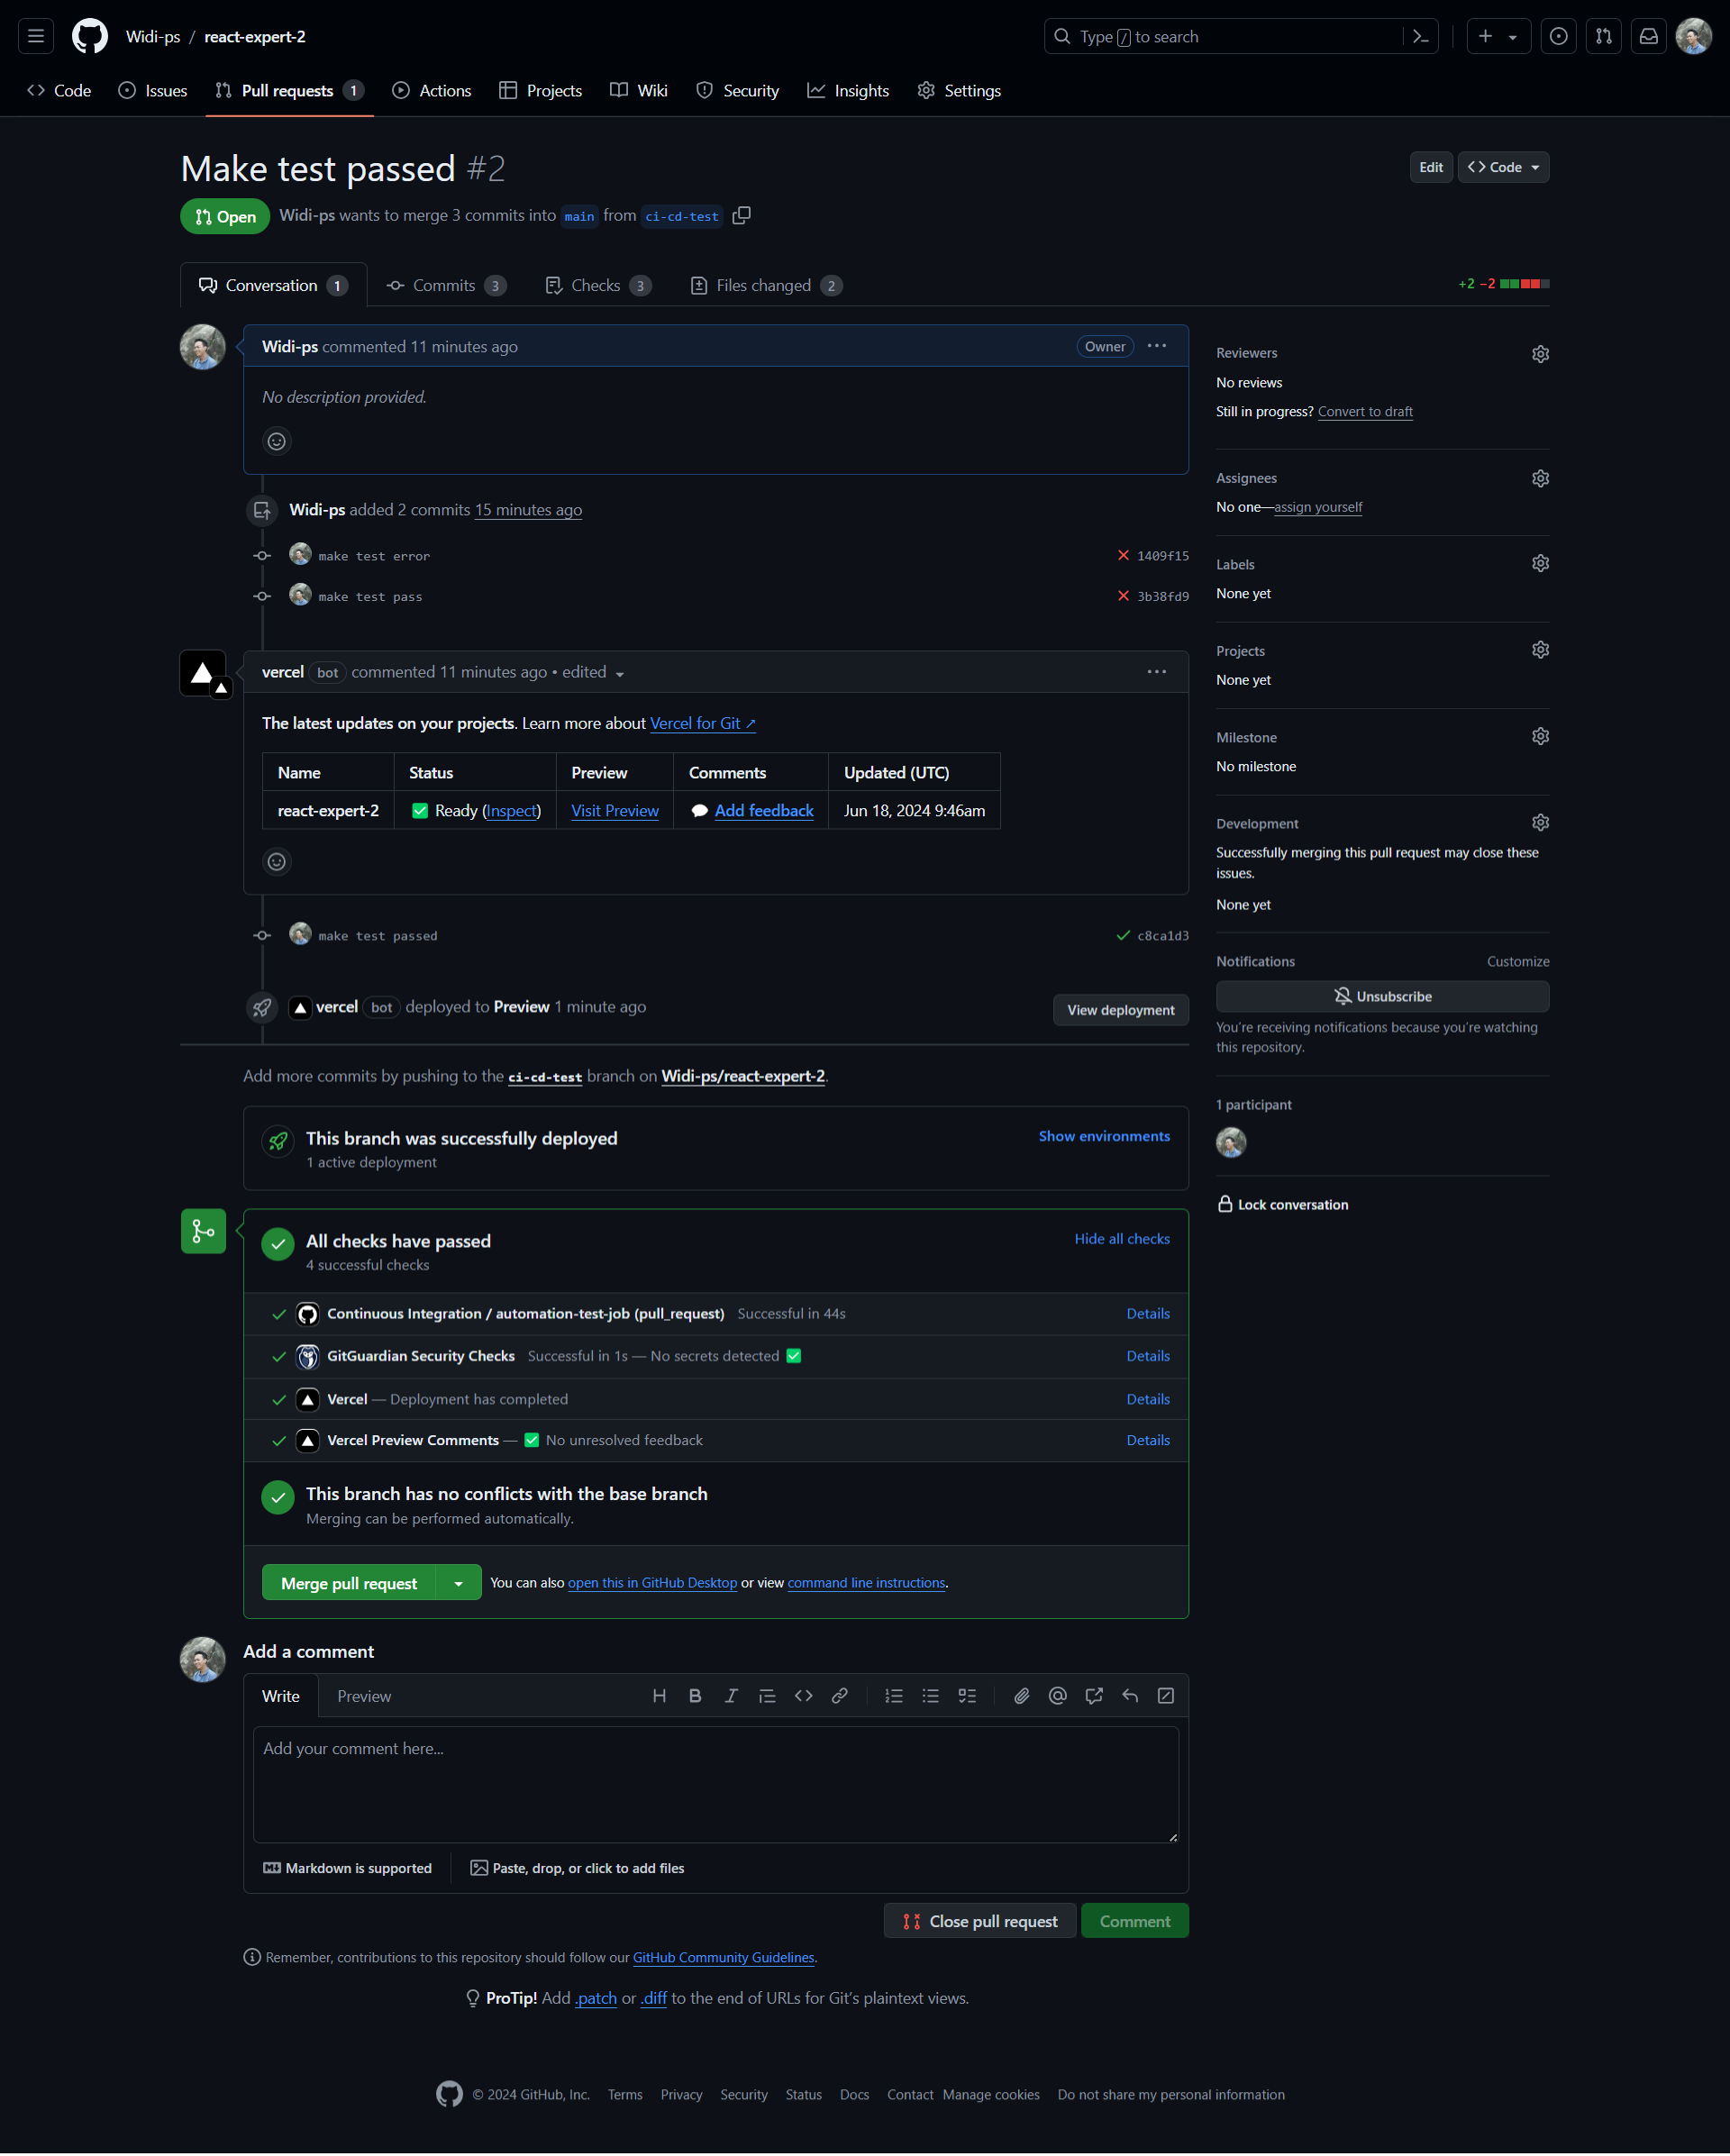 Widi-ps / react-expert-2
Type / to search
Code Issues Pull requests 1 Actions Projects Wiki Security Insights Settings
Make test passed #2
Edit Code
Open Widi-ps wants to merge 3 commits into main from ci-cd-test
Conversation 1 Commits 3 Checks 3 Files changed 2
+2 −2
Widi-ps commented 11 minutes ago
Owner
No description provided.
Widi-ps added 2 commits 15 minutes ago
make test error
1409f15
make test pass
3b38fd9
vercel bot commented 11 minutes ago • edited
The latest updates on your projects. Learn more about Vercel for Git ↗
Name Status Preview Comments Updated (UTC)
react-expert-2 ✅ Ready (Inspect) Visit Preview 💬 Add feedback Jun 18, 2024 9:46am
make test passed
c8ca1d3
vercel bot deployed to Preview 1 minute ago
View deployment
Add more commits by pushing to the ci-cd-test branch on Widi-ps/react-expert-2.
This branch was successfully deployed
1 active deployment
Show environments
All checks have passed
4 successful checks
Hide all checks
Continuous Integration / automation-test-job (pull_request) Successful in 44s
Details
GitGuardian Security Checks Successful in 1s — No secrets detected ✅
Details
Vercel — Deployment has completed
Details
Vercel Preview Comments — ✅ No unresolved feedback
Details
This branch has no conflicts with the base branch
Merging can be performed automatically.
Merge pull request
You can also open this in GitHub Desktop or view command line instructions.
Add a comment
Write Preview
Add your comment here...
Markdown is supported
Paste, drop, or click to add files
Close pull request Comment
Remember, contributions to this repository should follow our GitHub Community Guidelines.
ProTip! Add .patch or .diff to the end of URLs for Git's plaintext views.
Reviewers
No reviews
Still in progress? Convert to draft
Assignees
No one—assign yourself
Labels
None yet
Projects
None yet
Milestone
No milestone
Development
Successfully merging this pull request may close these
issues.
None yet
Notifications
Customize
Unsubscribe
You're receiving notifications because you're watching
this repository.
1 participant
Lock conversation
© 2024 GitHub, Inc. Terms Privacy Security Status Docs Contact Manage cookies Do not share my personal information